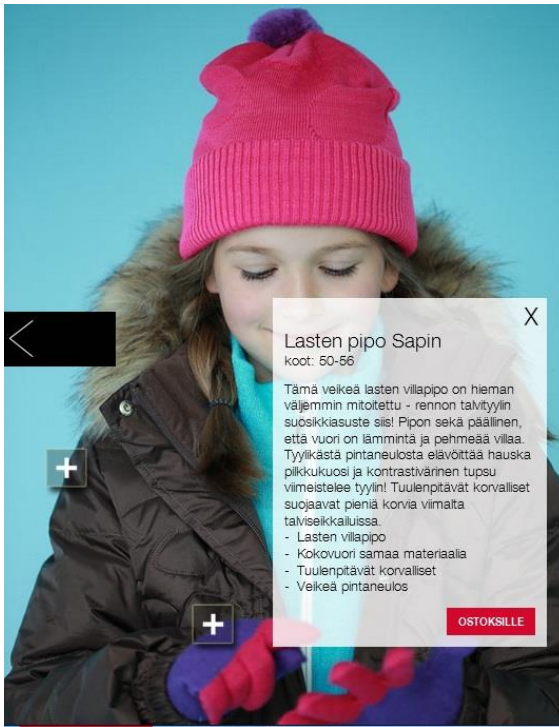 X
Lasten pipo Sapin
koot: 50-56
Tämä veikeä lasten villapipo on hieman
väljemmin mitoitettu - rennon talvityylin
suosikkiasuste siis! Pipon sekä päällinen,
että vuori on lämmintä ja pehmeää villaa.
Tyylikästä pintaneulosta elävöittää hauska
pilkkukuosi ja kontrastivärinen tupsu
viimeistelee tyylin! Tuulenpitävät korvalliset
suojaavat pieniä korvia viimalta
talviseikkailuissa.
- Lasten villapipo
- Kokovuori samaa materiaalia
- Tuulenpitävät korvalliset
- Veikeä pintaneulos
OSTOKSILLE